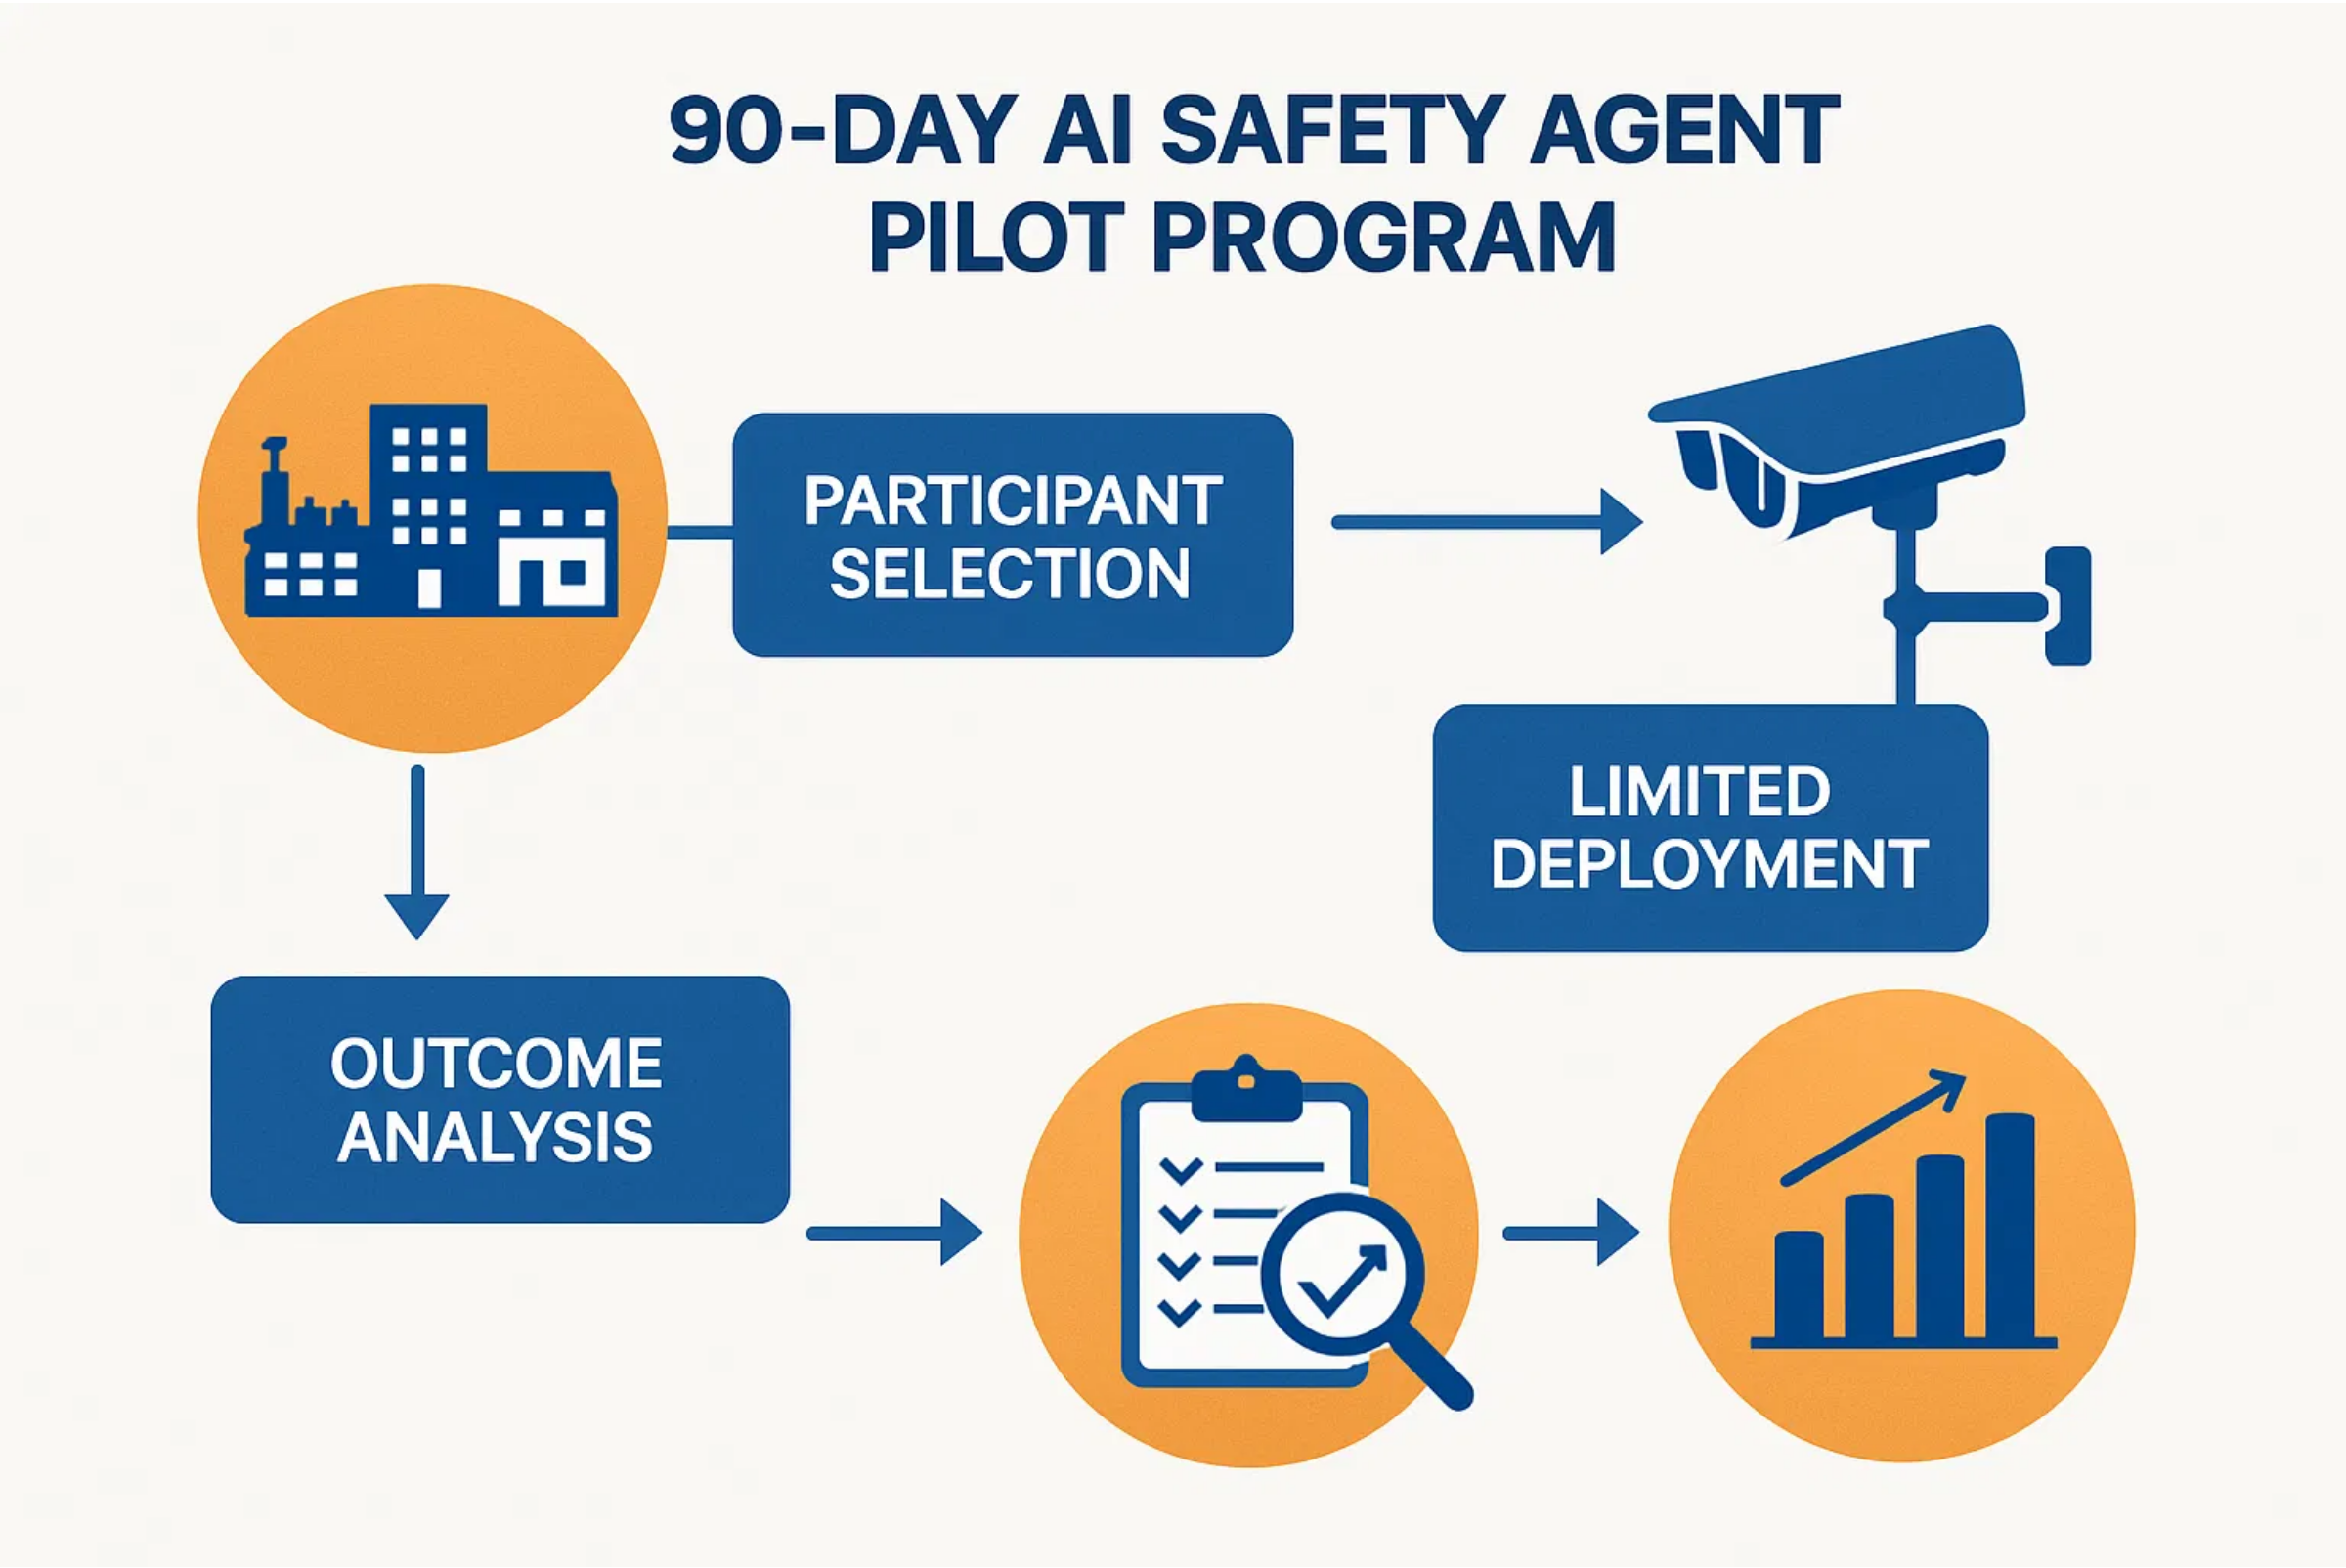 90-DAY AI SAFETY AGENT
PILOT PROGRAM
PARTICIPANT
SELECTION
LIMITED
DEPLOYMENT
OUTCOME
ANALYSIS